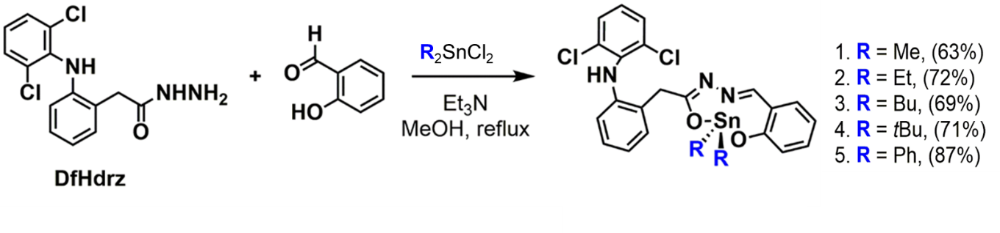 Cl
NH
Cl
NHNH₂
O
DfHdrz
+
H
O
HO
R₂SnCl₂
Et₃N
MeOH, reflux
Cl
Cl
HN
N
N
O
Sn
O
R
R
1. R = Me, (63%)
2. R = Et, (72%)
3. R = Bu, (69%)
4. R = tBu, (71%)
5. R = Ph, (87%)